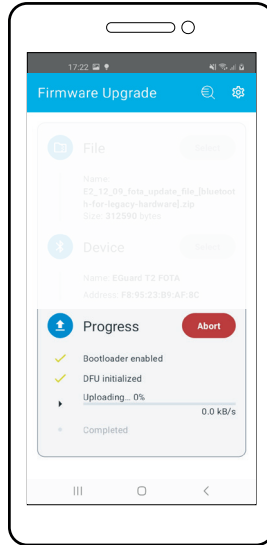 17:22
Firmware Upgrade
File
Select
Name:
E2_12_09_fota_update_file_[bluetoot
h-for-legacy-hardware].zip
Size: 312590 bytes
Device
Select
Name: EGuard T2 FOTA
Address: F8:95:23:89:AF:8C
Progress
Abort
Bootloader enabled
DFU initialized
Uploading... 0%
0.0 kB/s
Completed